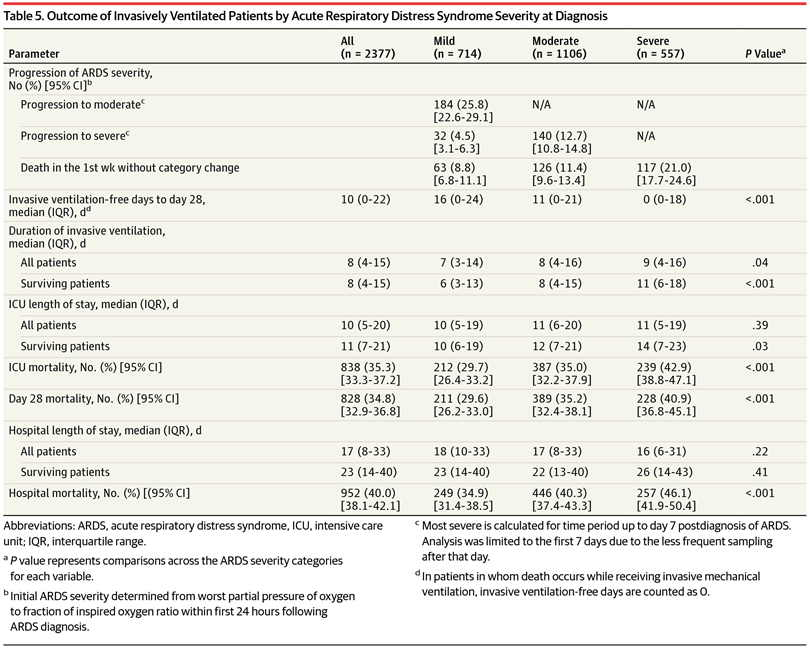 Table 5. Outcome of Invasively Ventilated Patients by Acute Respiratory Distress Syndrome Severity at Diagnosis
Parameter All (n = 2377) Mild (n = 714) Moderate (n = 1106) Severe (n = 557) P Valueᵃ
Progression of ARDS severity,
No (%) [95% CI]ᵇ
Progression to moderateᶜ 184 (25.8) N/A N/A
[22.6-29.1]
Progression to severeᶜ 32 (4.5) 140 (12.7) N/A
[3.1-6.3] [10.8-14.8]
Death in the 1st wk without category change 63 (8.8) 126 (11.4) 117 (21.0)
[6.8-11.1] [9.6-13.4] [17.7-24.6]
Invasive ventilation-free days to day 28, 10 (0-22) 16 (0-24) 11 (0-21) 0 (0-18) <.001
median (IQR), dᵈ
Duration of invasive ventilation,
median (IQR), d
All patients 8 (4-15) 7 (3-14) 8 (4-16) 9 (4-16) .04
Surviving patients 8 (4-15) 6 (3-13) 8 (4-15) 11 (6-18) <.001
ICU length of stay, median (IQR), d
All patients 10 (5-20) 10 (5-19) 11 (6-20) 11 (5-19) .39
Surviving patients 11 (7-21) 10 (6-19) 12 (7-21) 14 (7-23) .03
ICU mortality, No. (%) [95% CI] 838 (35.3) 212 (29.7) 387 (35.0) 239 (42.9) <.001
[33.3-37.2] [26.4-33.2] [32.2-37.9] [38.8-47.1]
Day 28 mortality, No. (%) [95% CI] 828 (34.8) 211 (29.6) 389 (35.2) 228 (40.9) <.001
[32.9-36.8] [26.2-33.0] [32.4-38.1] [36.8-45.1]
Hospital length of stay, median (IQR), d
All patients 17 (8-33) 18 (10-33) 17 (8-33) 16 (6-31) .22
Surviving patients 23 (14-40) 23 (14-40) 22 (13-40) 26 (14-43) .41
Hospital mortality, No. (%) [(95% CI] 952 (40.0) 249 (34.9) 446 (40.3) 257 (46.1) <.001
[38.1-42.1] [31.4-38.5] [37.4-43.3] [41.9-50.4]
Abbreviations: ARDS, acute respiratory distress syndrome, ICU, intensive care
unit; IQR, interquartile range.
ᵃ P value represents comparisons across the ARDS severity categories
for each variable.
ᵇ Initial ARDS severity determined from worst partial pressure of oxygen
to fraction of inspired oxygen ratio within first 24 hours following
ARDS diagnosis.
ᶜ Most severe is calculated for time period up to day 7 postdiagnosis of ARDS.
Analysis was limited to the first 7 days due to the less frequent sampling
after that day.
ᵈ In patients in whom death occurs while receiving invasive mechanical
ventilation, invasive ventilation-free days are counted as 0.